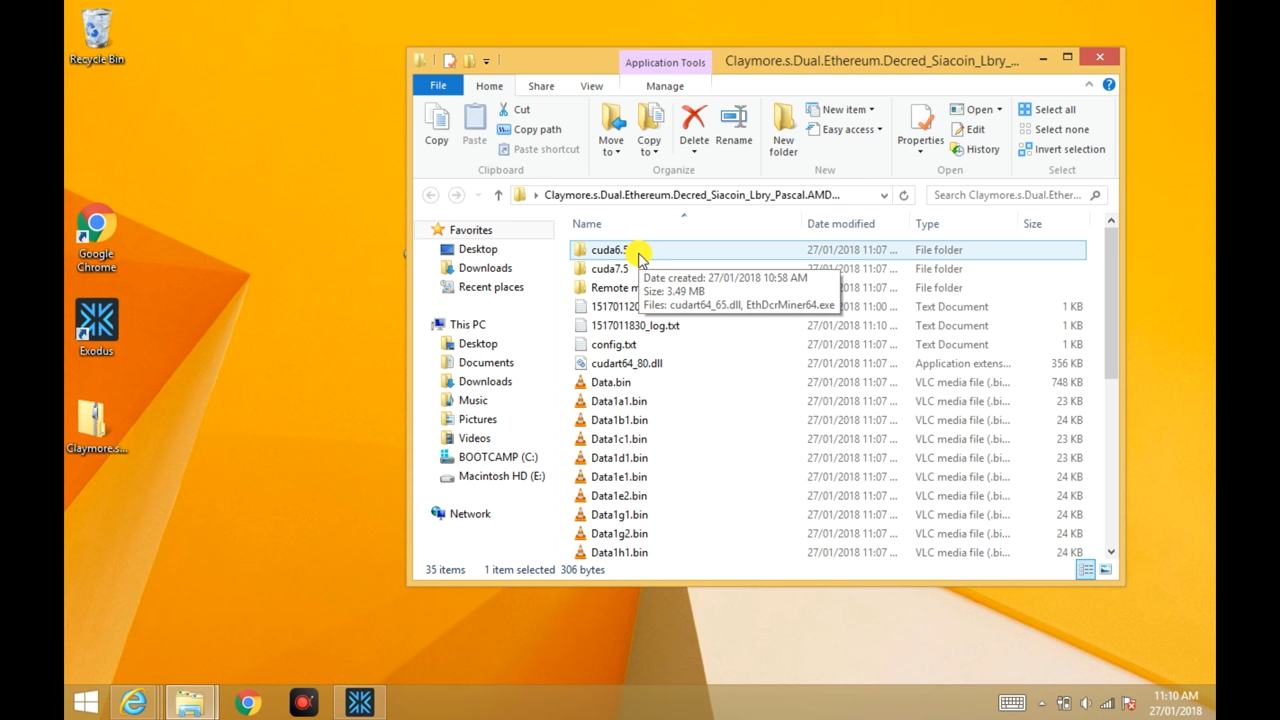 Recycle Bin
Google
Chrome
Exodus
Claymore.s...
Application Tools
Claymore.s.Dual.Ethereum.Decred_Siacoin_Lbry_...
File
Home
Share
View
Manage
Copy
Paste
Cut
Copy path
Paste shortcut
Clipboard
Move
to
Copy
to
Delete
Rename
Organize
New
folder
New item
Easy access
New
Properties
Open
Edit
History
Open
Select all
Select none
Invert selection
Select
Claymore.s.Dual.Ethereum.Decred_Siacoin_Lbry_Pascal.AMD...
Search Claymore.s.Dual.Ether...
Favorites
Desktop
Downloads
Recent places
This PC
Desktop
Documents
Downloads
Music
Pictures
Videos
BOOTCAMP (C:)
Macintosh HD (E:)
Network
Name Date modified Type Size
cuda6.5 27/01/2018 11:07 ... File folder
cuda7.5 27/01/2018 11:07 ... File folder
Remote 27/01/2018 11:07 ... File folder
Date created: 27/01/2018 10:58 AM
Size: 3.49 MB
Files: cudart64_65.dll, EthDcrMiner64.exe
151701120 11:00 ... Text Document 1 KB
1517011830_log.txt 27/01/2018 11:10 ... Text Document 1 KB
config.txt 27/01/2018 11:07 ... Text Document 1 KB
cudart64_80.dll 27/01/2018 11:07 ... Application extens... 356 KB
Data.bin 27/01/2018 11:07 ... VLC media file (.bi... 748 KB
Data1a1.bin 27/01/2018 11:07 ... VLC media file (.bi... 23 KB
Data1b1.bin 27/01/2018 11:07 ... VLC media file (.bi... 24 KB
Data1c1.bin 27/01/2018 11:07 ... VLC media file (.bi... 23 KB
Data1d1.bin 27/01/2018 11:07 ... VLC media file (.bi... 24 KB
Data1e1.bin 27/01/2018 11:07 ... VLC media file (.bi... 24 KB
Data1e2.bin 27/01/2018 11:07 ... VLC media file (.bi... 24 KB
Data1g1.bin 27/01/2018 11:07 ... VLC media file (.bi... 24 KB
Data1g2.bin 27/01/2018 11:07 ... VLC media file (.bi... 24 KB
Data1h1.bin 27/01/2018 11:07 ... VLC media file (.bi... 24 KB
35 items 1 item selected 306 bytes
11:10 AM
27/01/2018